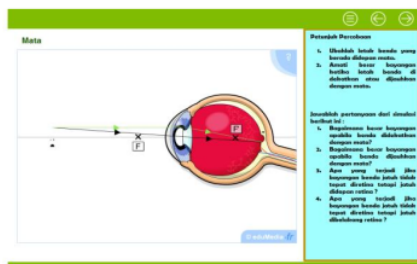 Mata
F
F
© eduMedia
Petunjuk Percobaan
1. Ubahlah letak benda yang
berada didepan mata.
2. Amati besar bayangan
ketika letak benda di
dekatkan atau dijauhkan
dengan mata.
Jawablah pertanyaan dari simulasi
berikut ini :
1. Bagaimana besar bayangan
apabila benda didekatkan
dengan mata?
2. Bagaimana besar bayangan
apabila benda dijauhkan
dengan mata?
3. Apa yang terjadi jika
bayangan benda jatuh tidak
tepat diretina tetapi jatuh
didepan retina ?
4. Apa yang terjadi jika
bayangan benda jatuh tidak
tepat diretina tetapi jatuh
dibelakang retina ?